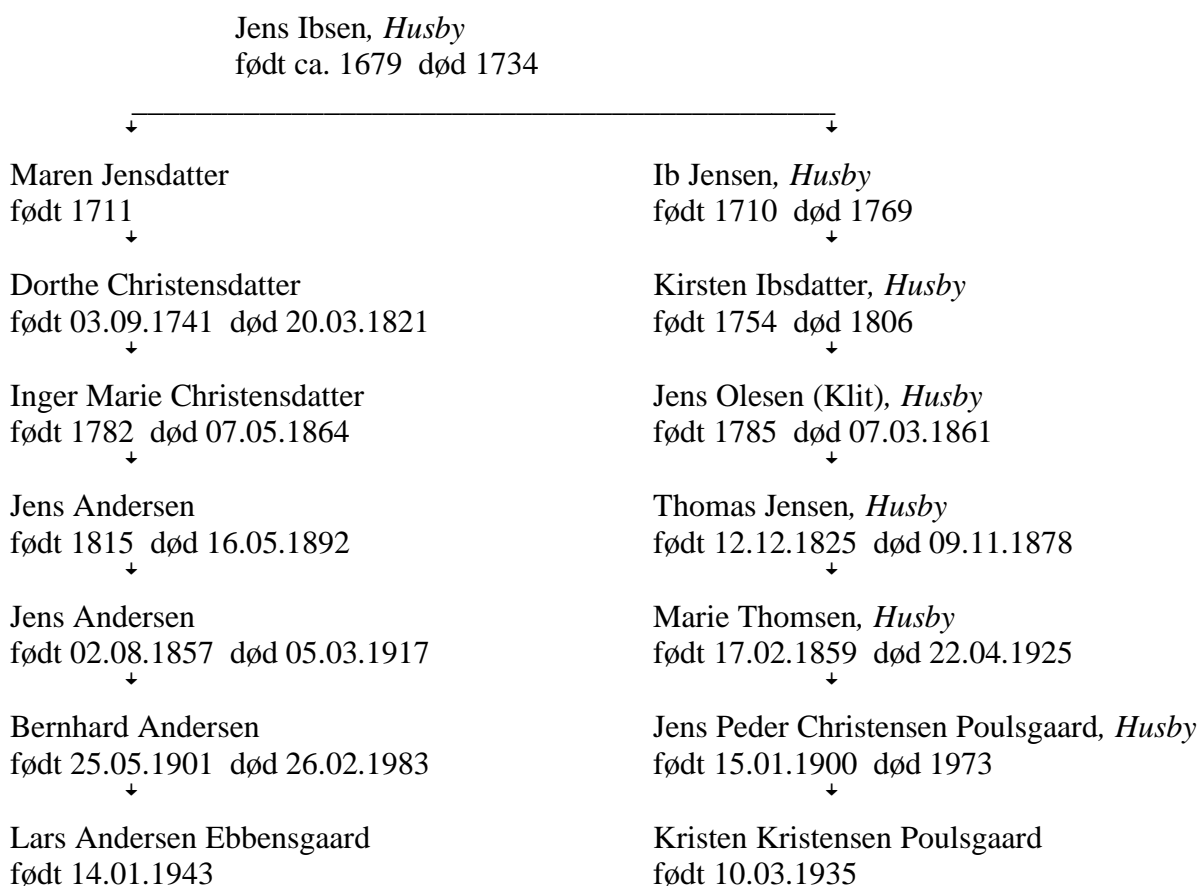 Jens Ibsen, Husby
født ca. 1679 død 1734
Maren Jensdatter
født 1711
Ib Jensen, Husby
født 1710 død 1769
Dorthe Christensdatter
født 03.09.1741 død 20.03.1821
Kirsten Ibsdatter, Husby
født 1754 død 1806
Inger Marie Christensdatter
født 1782 død 07.05.1864
Jens Olesen (Klit), Husby
født 1785 død 07.03.1861
Jens Andersen
født 1815 død 16.05.1892
Thomas Jensen, Husby
født 12.12.1825 død 09.11.1878
Jens Andersen
født 02.08.1857 død 05.03.1917
Marie Thomsen, Husby
født 17.02.1859 død 22.04.1925
Bernhard Andersen
født 25.05.1901 død 26.02.1983
Jens Peder Christensen Poulsgaard, Husby
født 15.01.1900 død 1973
Lars Andersen Ebbensgaard
født 14.01.1943
Kristen Kristensen Poulsgaard
født 10.03.1935